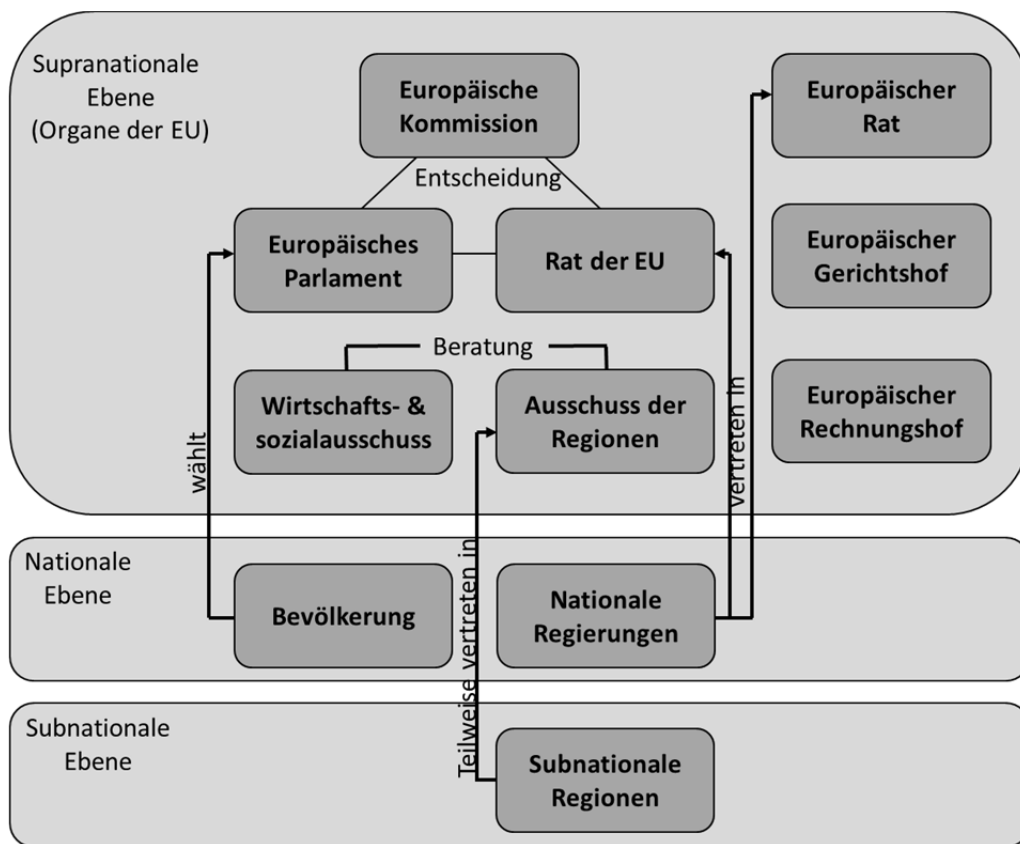 Supranationale
Ebene
(Organe der EU)
Europäische
Kommission
Europäischer
Rat
Entscheidung
Europäisches
Parlament
Rat der EU
Europäischer
Gerichtshof
Beratung
Wirtschafts- &
sozialausschuss
Ausschuss der
Regionen
Europäischer
Rechnungshof
wählt
vertreten in
Teilweise vertreten in
Nationale
Ebene
Bevölkerung
Nationale
Regierungen
Subnationale
Ebene
Subnationale
Regionen